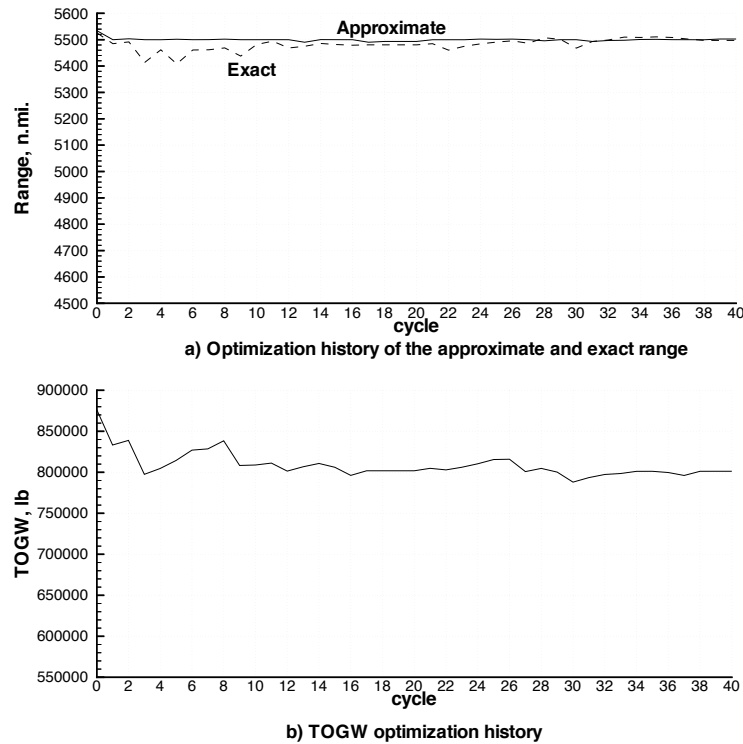 5600
5500
5400
5300
5200
5100
5000
4900
4800
4700
4600
4500
Range, n.mi.
Approximate
Exact
0 2 4 6 8 10 12 14 16 18 20 22 24 26 28 30 32 34 36 38 40
cycle
a) Optimization history of the approximate and exact range
900000
850000
800000
750000
700000
650000
600000
550000
TOGW, lb
0 2 4 6 8 10 12 14 16 18 20 22 24 26 28 30 32 34 36 38 40
cycle
b) TOGW optimization history